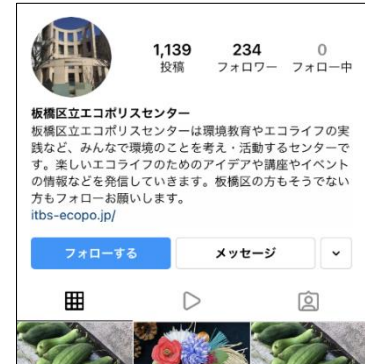 1,139 234 0
投稿 フォロワー フォロー中
板橋区立エコポリスセンター
板橋区立エコポリスセンターは環境教育やエコライフの実
践など、みんなで環境のことを考え・活動するセンターで
す。楽しいエコライフのためのアイデアや講座やイベント
の情報などを発信していきます。板橋区の方もそうでない
方もフォローお願いします。
itbs-ecopo.jp/
フォローする メッセージ